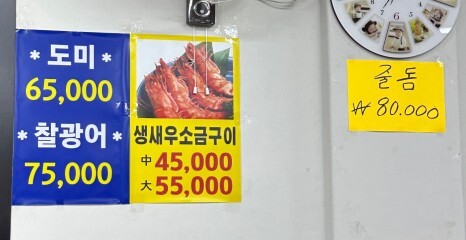 * 도미 *
65,000
* 찰광어 *
75,000
생새우소금구이
中 45,000
大 55,000
줄돔
₩ 80.000
6